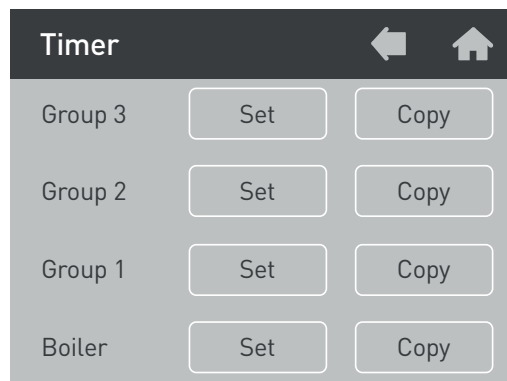 Timer
Group 3 Set Copy
Group 2 Set Copy
Group 1 Set Copy
Boiler Set Copy